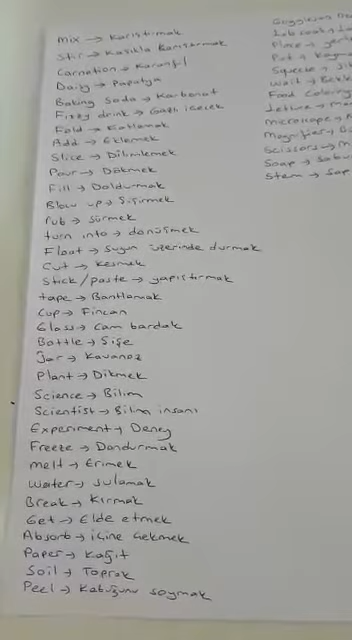 Mix → Karıştırmak
Stir → Kaşıkla Karıştırmak
Carnation → Karanfil
Daisy → Papatya
Baking Soda → Karbonat
Fizzy drink → Gazlı içecek
Fold → Katlamak
Add → Eklemek
Slice → Dilimlemek
Pour → Dökmek
Fill → Doldurmak
Blow up → Şişirmek
rub → sürmek
turn into → dönüşmek
Float → Suyun üzerinde durmak
Cut → Kesmek
Stick/paste → yapıştırmak
tape → Bantlamak
Cup → Fincan
Glass → Cam bardak
Bottle → Şişe
Jar → Kavanoz
Plant → Dikmek
Science → Bilim
Scientist → Bilim insanı
Experiment → Deney
Freeze → Dondurmak
melt → Erimek
Water → Sulamak
Break → Kırmak
Get → Elde etmek
Absorb → içine çekmek
Paper → Kağıt
Soil → Toprak
Peel → Kabuğunu soymak
Place →
Pot →
Squeeze →
Wait →
Food Coloring
microscope →
Magnifier →
Scissors →
Soap →
Stem →